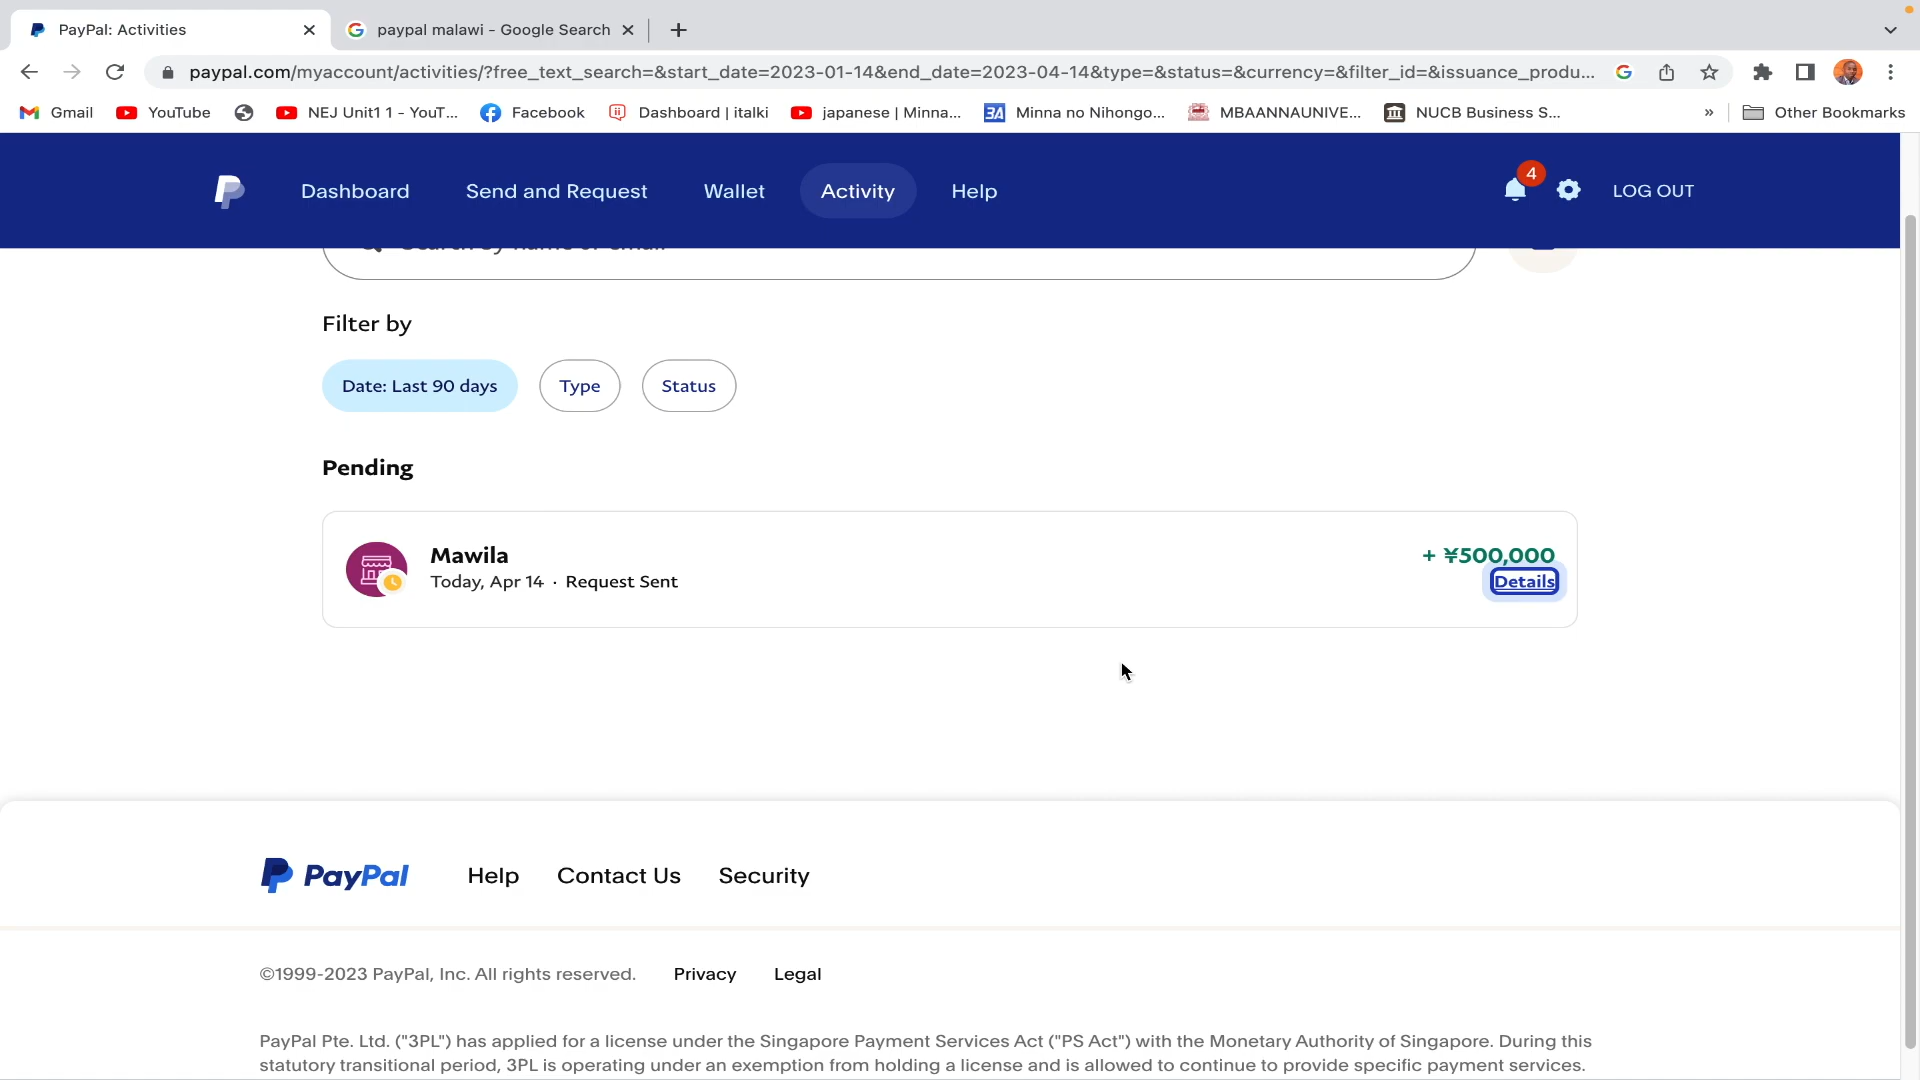 PayPal: Activities
paypal malawi - Google Search
paypal.com/myaccount/activities/?free_text_search=&start_date=2023-01-14&end_date=2023-04-14&type=&status=&currency=&filter_id=&issuance_produ...
Gmail YouTube NEJ Unit1 1 - YouT... Facebook Dashboard | italki japanese | Minna... 3A Minna no Nihongo... MBAANNAUNIVE... NUCB Business S... » Other Bookmarks
Dashboard Send and Request Wallet Activity Help 4 LOG OUT
Search by name or email
Filter by
Date: Last 90 days Type Status
Pending
Mawila + ¥500,000
Today, Apr 14 · Request Sent Details
PayPal Help Contact Us Security
©1999-2023 PayPal, Inc. All rights reserved. Privacy Legal
PayPal Pte. Ltd. ("3PL") has applied for a license under the Singapore Payment Services Act ("PS Act") with the Monetary Authority of Singapore. During this
statutory transitional period, 3PL is operating under an exemption from holding a license and is allowed to continue to provide specific payment services.